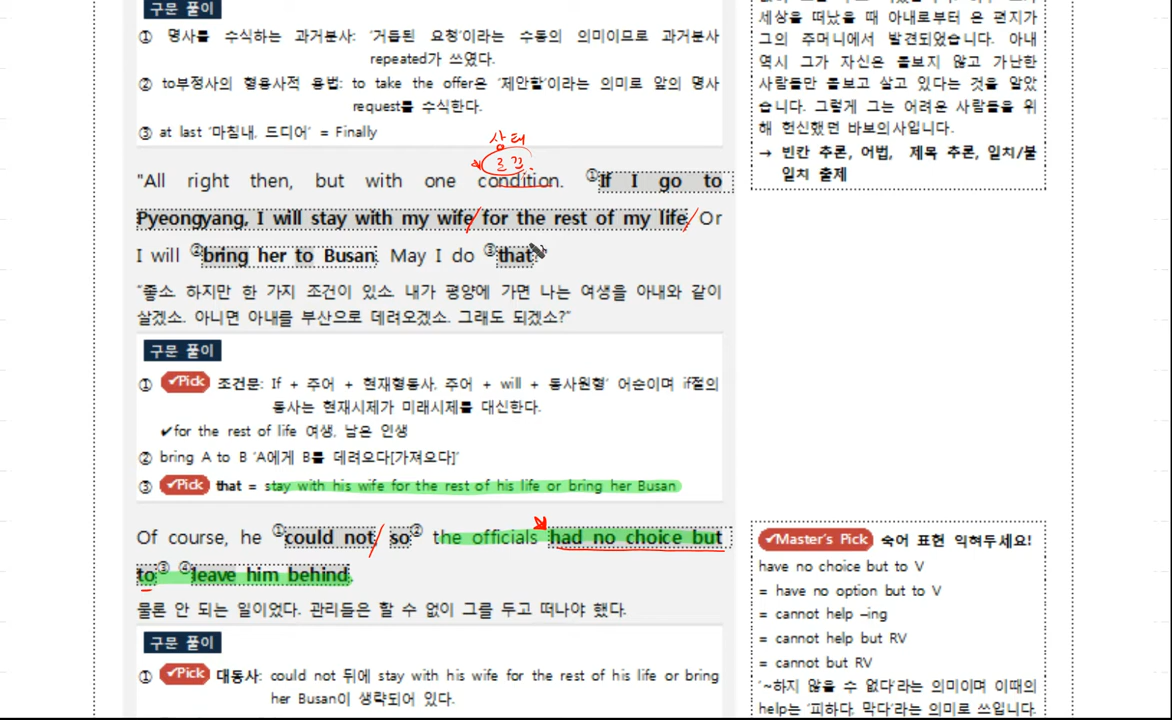 구문 풀이
① 명사를 수식하는 과거분사: '거듭된 요청'이라는 수동의 의미이므로 과거분사
repeated가 쓰였다.
② to부정사의 형용사적 용법: to take the offer은 '제안할'이라는 의미로 앞의 명사
request를 수식한다.
③ at last '마침내, 드디어' = Finally
상태
조건
"All right then, but with one condition. ①If I go to
Pyeongyang, I will stay with my wife/for the rest of my life/ Or
I will ②bring her to Busan. May I do ③that
"좋소. 하지만 한 가지 조건이 있소. 내가 평양에 가면 나는 여생을 아내와 같이
살겠소. 아니면 아내를 부산으로 데려오겠소. 그래도 되겠소?"
구문 풀이
① ✓Pick 조건문: If + 주어 + 현재형동사, 주어 + will + 동사원형' 어순이며 if절의
동사는 현재시제가 미래시제를 대신한다.
✔for the rest of life 여생, 남은 인생
② bring A to B 'A에게 B를 데려오다[가져오다]'
③ ✓Pick that = stay with his wife for the rest of his life or bring her Busan
Of course, he ①could not/ so② the officials had no choice but
to③ ④leave him behind.
물론 안 되는 일이었다. 관리들은 할 수 없이 그를 두고 떠나야 했다.
구문 풀이
① ✓Pick 대동사: could not 뒤에 stay with his wife for the rest of his life or bring
her Busan이 생략되어 있다.
세상을 떠났을 때 아내로부터 온 편지가
그의 주머니에서 발견되었습니다. 아내
역시 그가 자신은 돌보지 않고 가난한
사람들만 돌보고 살고 있다는 것을 알았
습니다. 그렇게 그는 어려운 사람들을 위
해 헌신했던 바보의사입니다.
→ 빈칸 추론, 어법, 제목 추론, 일치/불
일치 출제
✓Master's Pick 숙어 표현 익혀두세요!
have no choice but to V
= have no option but to V
= cannot help –ing
= cannot help but RV
= cannot but RV
'~하지 않을 수 없다'라는 의미이며 이때의
help는 '피하다, 막다'라는 의미로 쓰입니다.